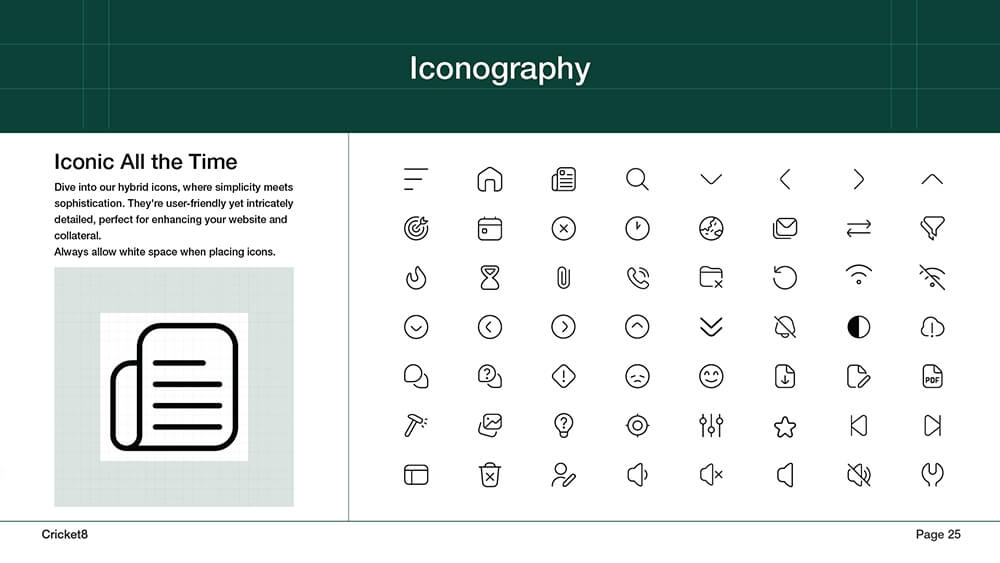 Iconography
Iconic All the Time
Dive into our hybrid icons, where simplicity meets
sophistication. They're user-friendly yet intricately
detailed, perfect for enhancing your website and
collateral.
Always allow white space when placing icons.
PDF
Cricket8
Page 25